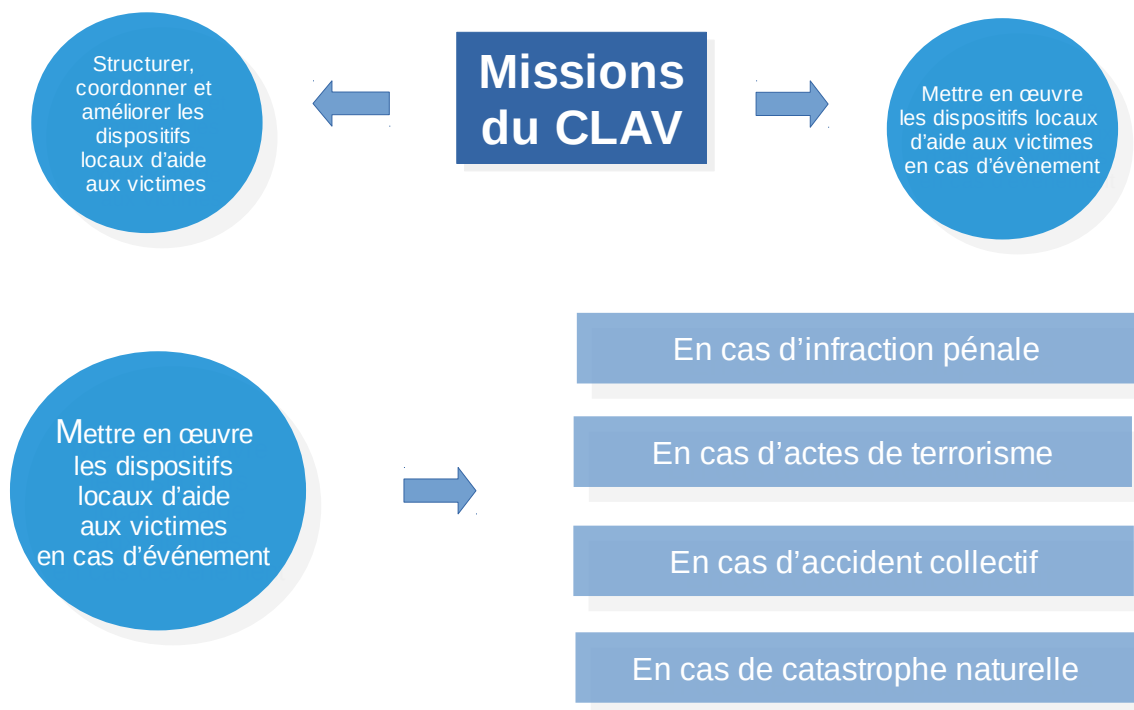 Structurer,
coordonner et
améliorer les
dispositifs
locaux d’aide
aux victimes
Missions
du CLAV
Mettre en œuvre
les dispositifs locaux
d’aide aux victimes
en cas d’évènement
Mettre en œuvre
les dispositifs
locaux d’aide
aux victimes
en cas d’événement
En cas d’infraction pénale
En cas d’actes de terrorisme
En cas d’accident collectif
En cas de catastrophe naturelle